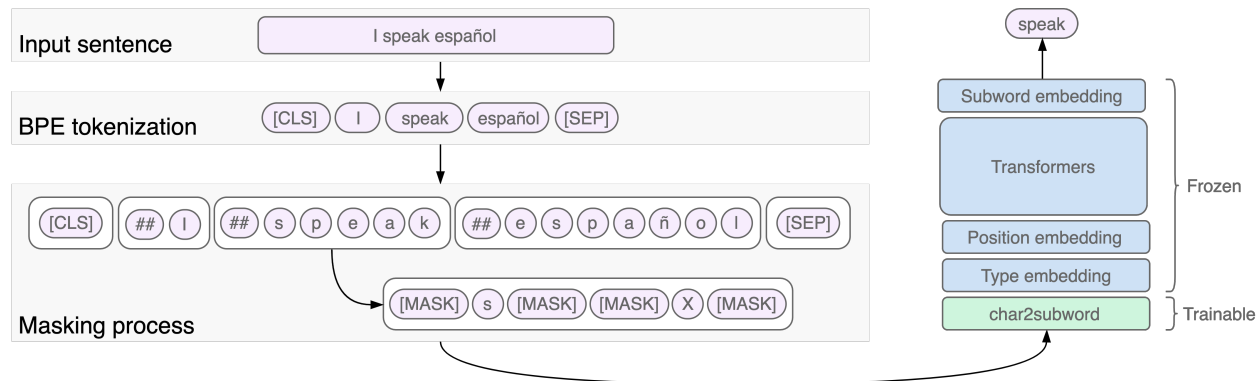 Input sentence
I speak español
BPE tokenization
[CLS] I speak español [SEP]
[CLS] ## I ## s p e a k ## e s p a ñ o l [SEP]
[MASK] s [MASK] [MASK] X [MASK]
Masking process
speak
Subword embedding
Transformers
Position embedding
Type embedding
char2subword
Frozen
Trainable